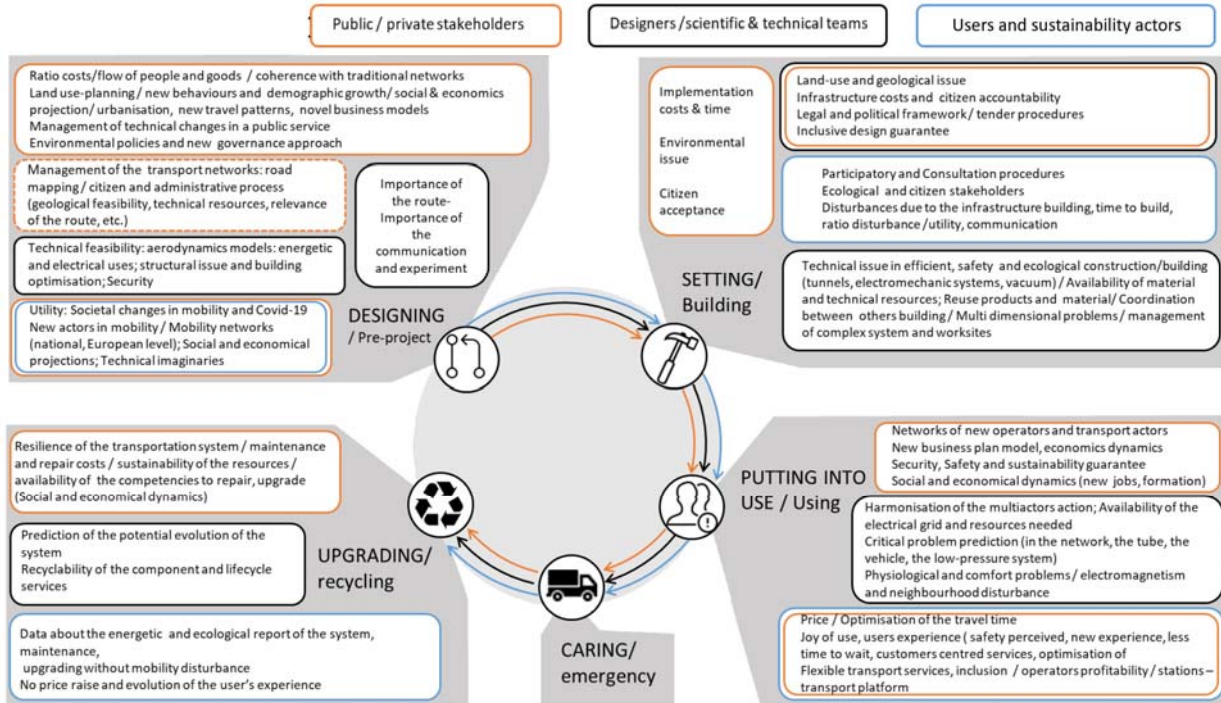 Public / private stakeholders
Designers /scientific & technical teams
Users and sustainability actors
Ratio costs/flow of people and goods / coherence with traditional networks
Land use-planning / new behaviours and demographic growth/ social & economics
projection/ urbanisation, new travel patterns, novel business models
Management of technical changes in a public service
Environmental policies and new governance approach
Management of the transport networks: road
mapping / citizen and administrative process
(geological feasibility, technical resources, relevance
of the route, etc.)
Importance of
the route-
Importance of
the
communication
and experiment
Technical feasibility: aerodynamics models: energetic
and electrical uses; structural issue and building
optimisation; Security
Utility: Societal changes in mobility and Covid-19
New actors in mobility / Mobility networks
(national, European level); Social and economical
projections; Technical imaginaries
DESIGNING
/ Pre-project
Implementation
costs & time
Environmental
issue
Citizen
acceptance
Land-use and geological issue
Infrastructure costs and citizen accountability
Legal and political framework/ tender procedures
Inclusive design guarantee
Participatory and Consultation procedures
Ecological and citizen stakeholders
Disturbances due to the infrastructure building, time to build,
ratio disturbance /utility, communication
SETTING/
Building
Technical issue in efficient, safety and ecological construction/building
(tunnels, electromechanic systems, vacuum) / Availability of material
and technical resources; Reuse products and material/ Coordination
between others building/ Multi dimensional problems / management
of complex system and worksites
Resilience of the transportation system / maintenance
and repair costs / sustainability of the resources /
availability of the competencies to repair, upgrade
(Social and economical dynamics)
Prediction of the potential evolution of the
system
Recyclability of the component and lifecycle
services
Data about the energetic and ecological report of the system,
maintenance,
upgrading without mobility disturbance
No price raise and evolution of the user's experience
UPGRADING/
recycling
CARING/
emergency
PUTTING INTO
USE / Using
Networks of new operators and transport actors
New business plan model, economics dynamics
Security, Safety and sustainability guarantee
Social and economical dynamics (new jobs, formation)
Harmonisation of the multiactors action; Availability of the
electrical grid and resources needed
Critical problem prediction (in the network, the tube, the
vehicle, the low-pressure system)
Physiological and comfort problems / electromagnetism
and neighbourhood disturbance
Price / Optimisation of the travel time
Joy of use, users experience ( safety perceived, new experience, less
time to wait, customers centred services, optimisation of
Flexible transport services, inclusion / operators profitability / stations –
transport platform